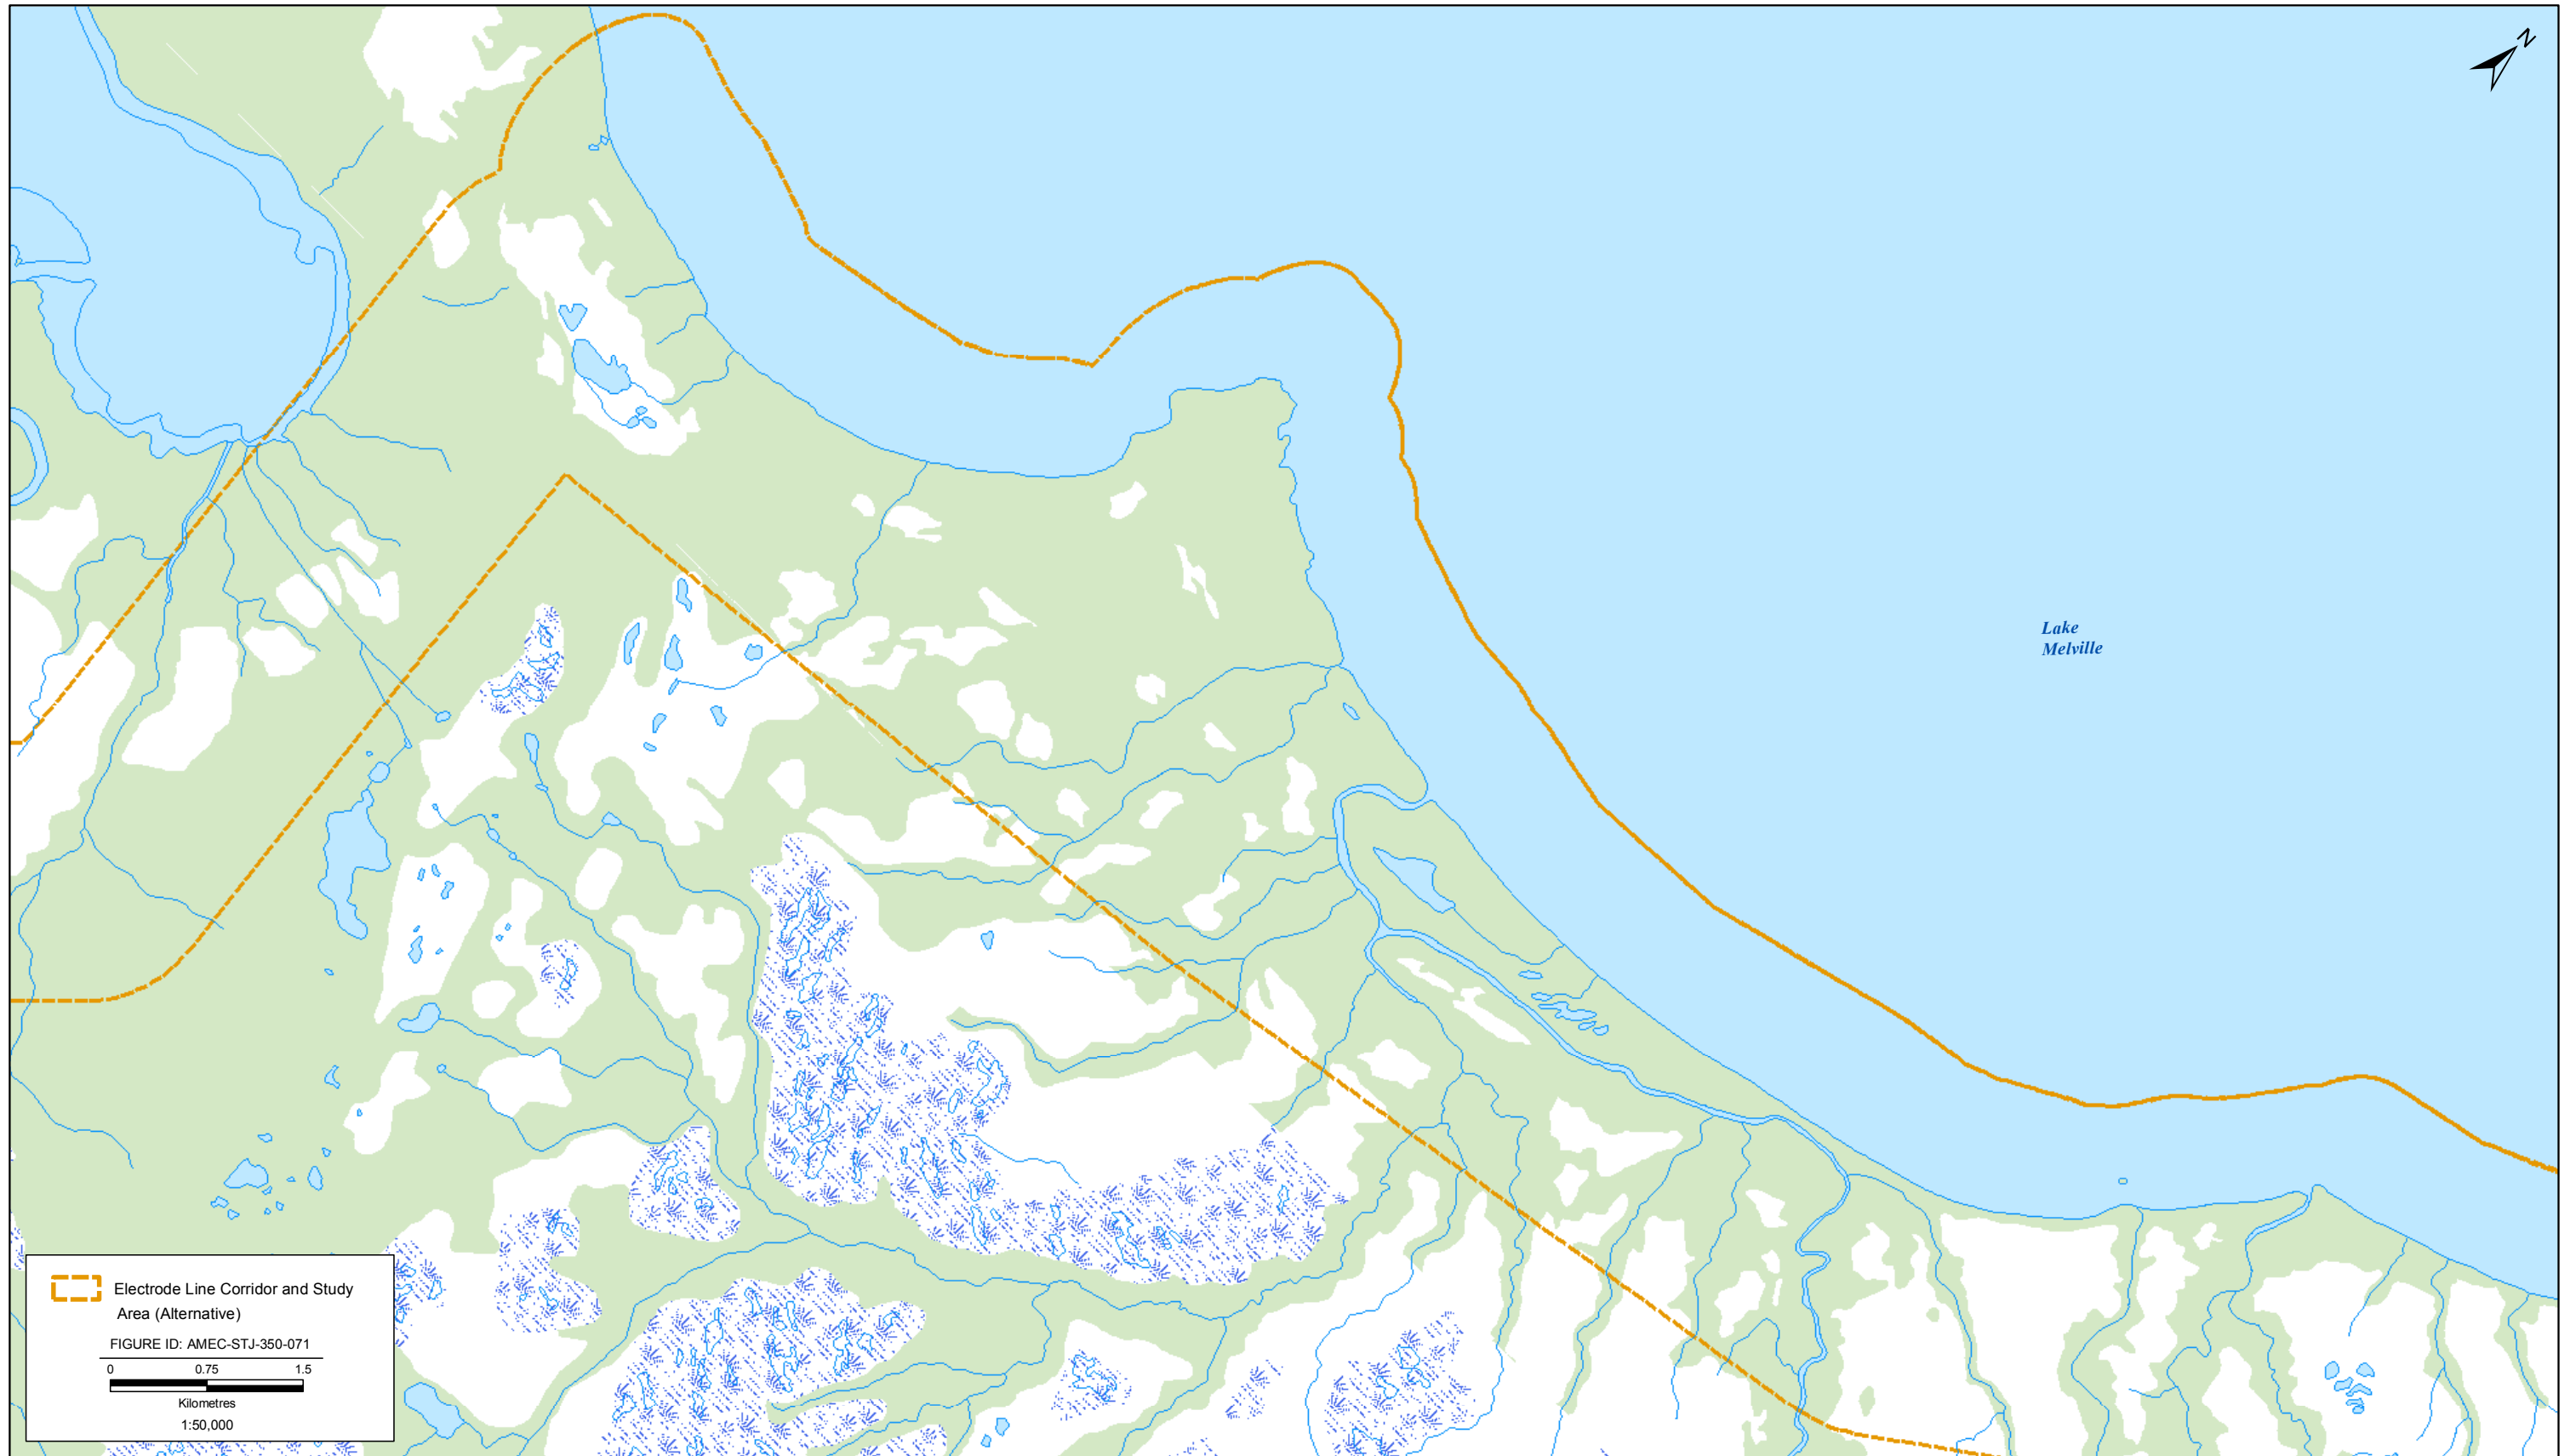 N
Lake
Melville
Electrode Line Corridor and Study
Area (Alternative)
FIGURE ID: AMEC-STJ-350-071
0 0.75 1.5
Kilometres
1:50,000